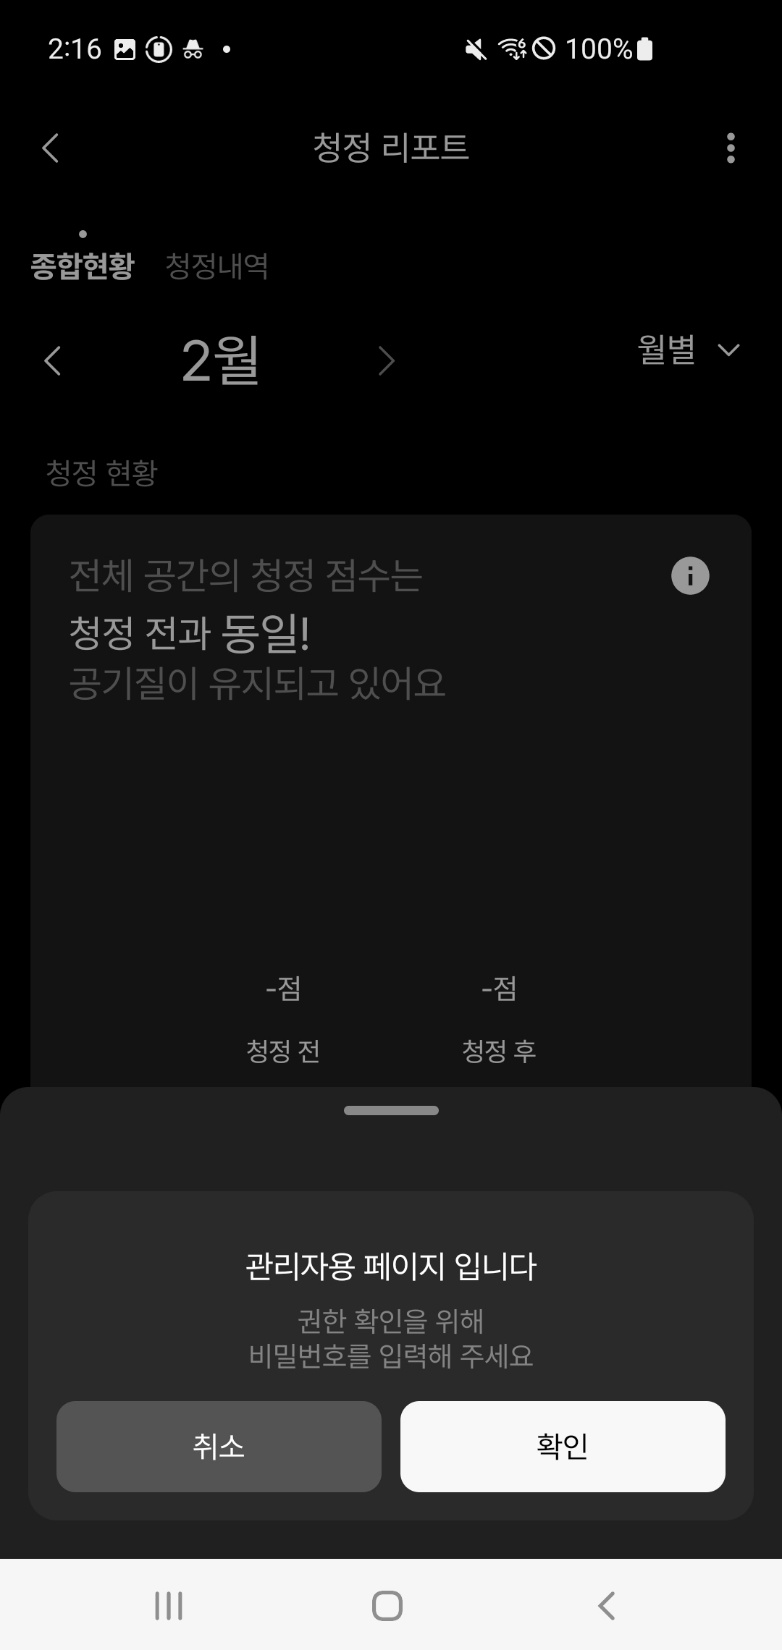 2:16
100%
청정 리포트
종합현황 청정내역
2월
월별
청정 현황
전체 공간의 청정 점수는
청정 전과 동일!
공기질이 유지되고 있어요
-점 -점
청정 전 청정 후
관리자용 페이지 입니다
권한 확인을 위해
비밀번호를 입력해 주세요
취소 확인